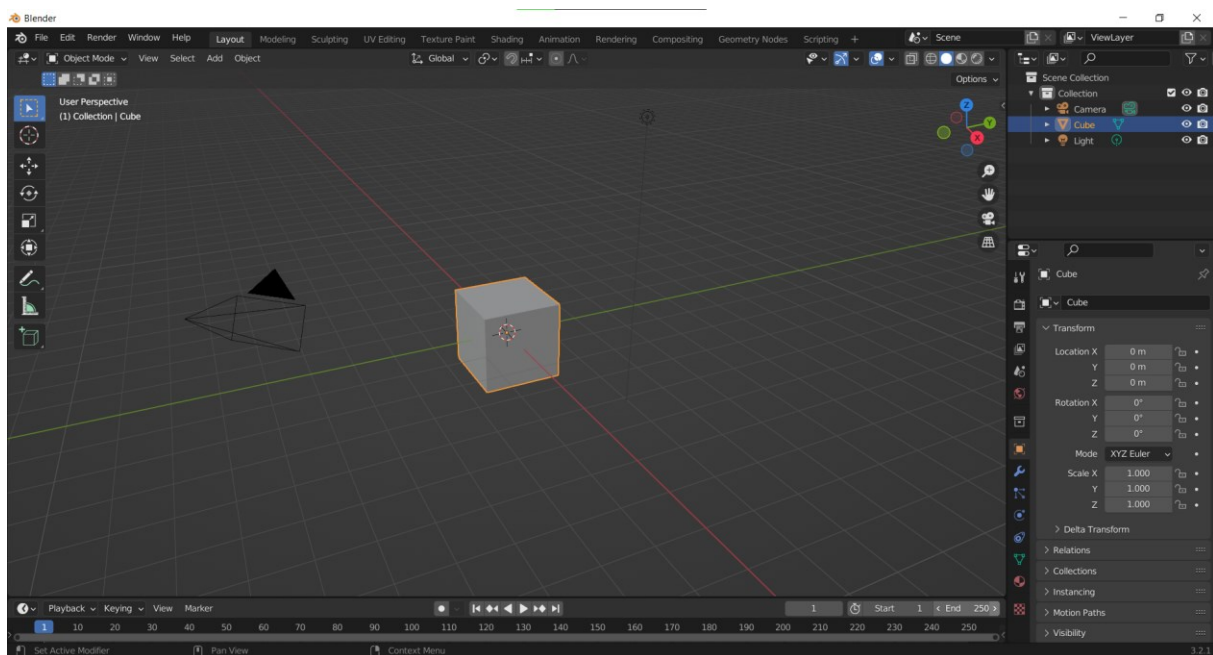 Blender
File Edit Render Window Help Layout Modeling Sculpting UV Editing Texture Paint Shading Animation Rendering Compositing Geometry Nodes Scripting + Scene ViewLayer
Object Mode View Select Add Object Global
Options
User Perspective
(1) Collection | Cube
Z
Y
X
Scene Collection
Collection
Camera
Cube
Light
Cube
Cube
Transform
Location X 0 m
Y 0 m
Z 0 m
Rotation X 0°
Y 0°
Z 0°
Mode XYZ Euler
Scale X 1.000
Y 1.000
Z 1.000
Delta Transform
Relations
Collections
Instancing
Motion Paths
Visibility
Playback Keying View Marker 1 Start 1 End 250
1 10 20 30 40 50 60 70 80 90 100 110 120 130 140 150 160 170 180 190 200 210 220 230 240 250
Set Active Modifier Pan View Context Menu 3.2.1